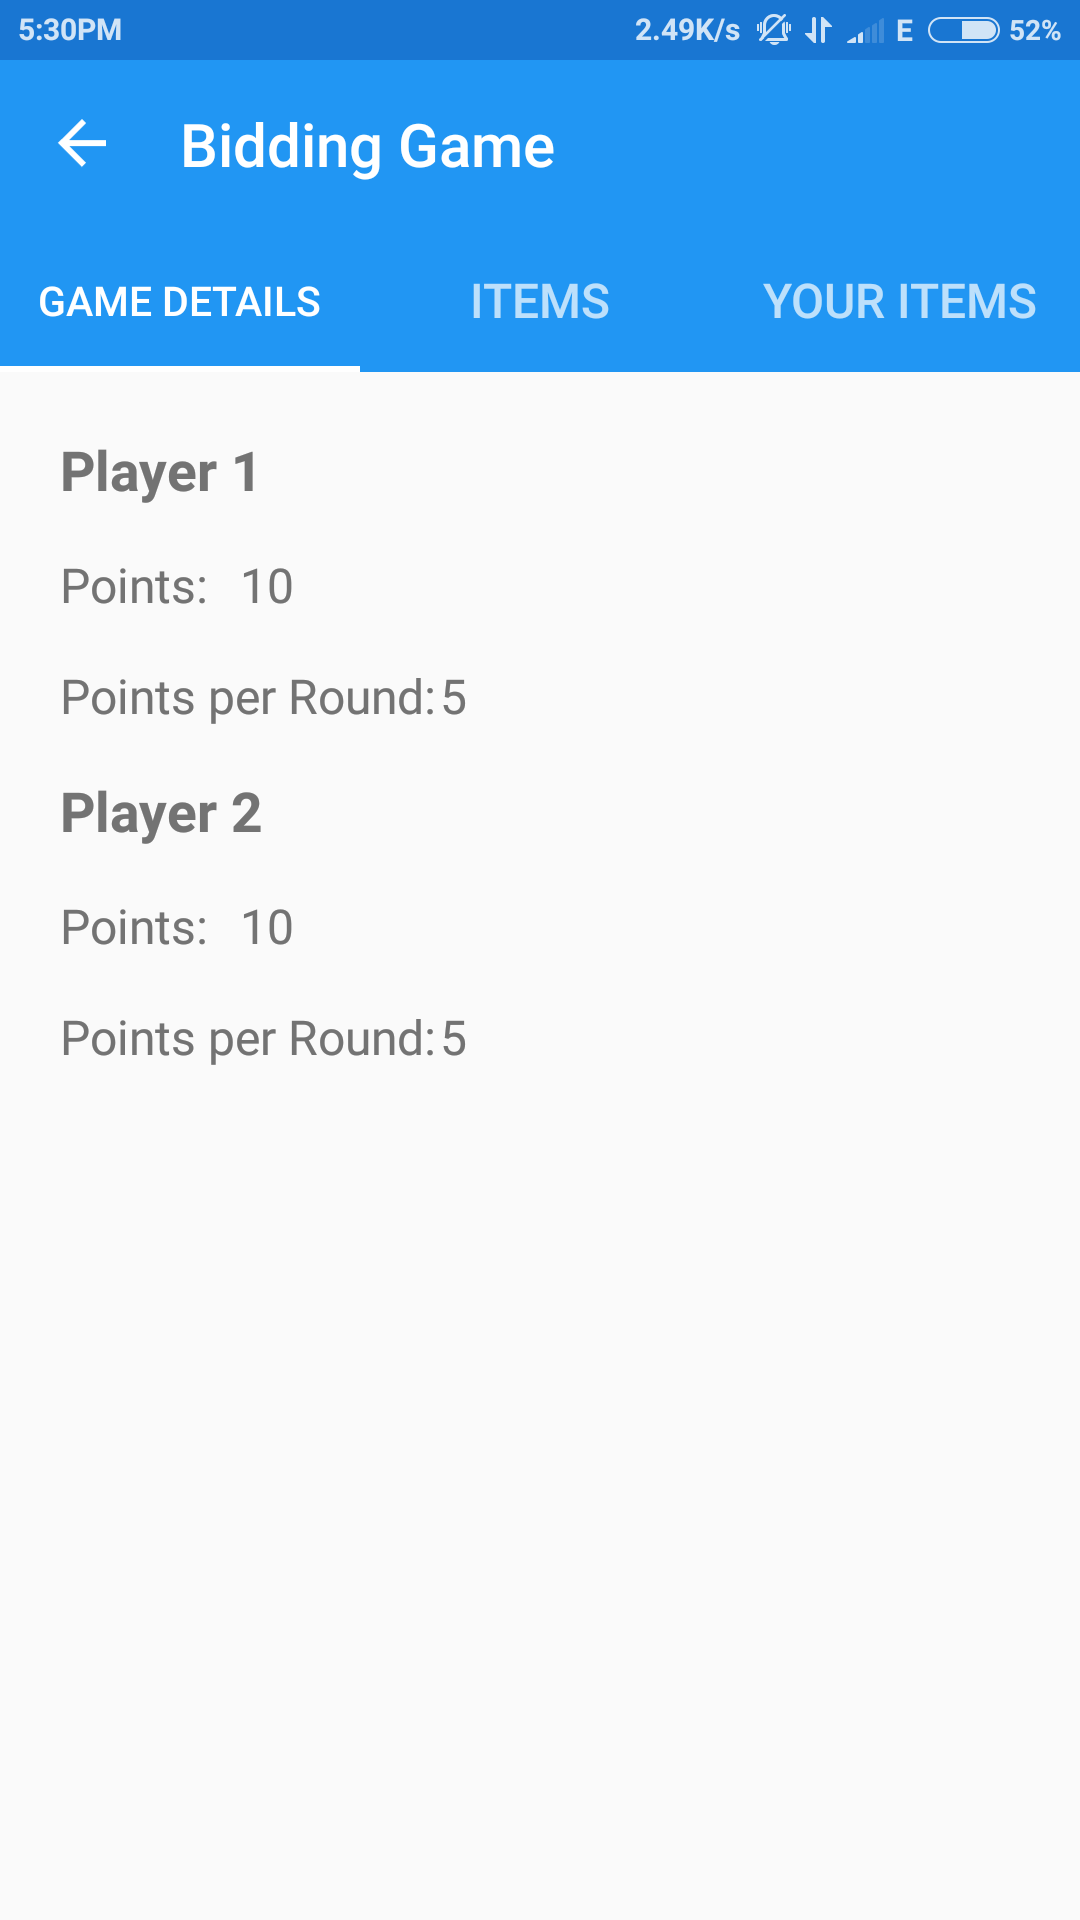 5:30PM 2.49K/s E 52%
Bidding Game
GAME DETAILS ITEMS YOUR ITEMS
Player 1
Points: 10
Points per Round: 5
Player 2
Points: 10
Points per Round: 5